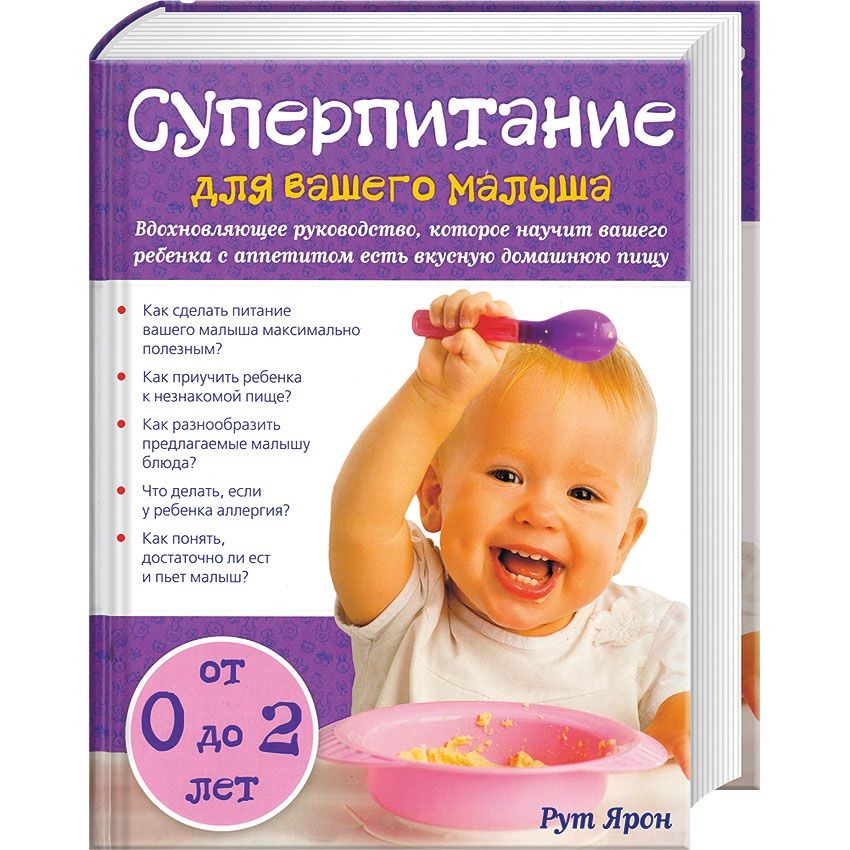 Суперпитание
для вашего малыша
Вдохновляющее руководство, которое научит вашего
ребенка с аппетитом есть вкусную домашнюю пищу
• Как сделать питание
вашего малыша максимально
полезным?
• Как приучить ребенка
к незнакомой пище?
• Как разнообразить
предлагаемые малышу
блюда?
• Что делать, если
у ребенка аллергия?
• Как понять,
достаточно ли ест
и пьет малыш?
от
0 до 2
лет
Рут Ярон